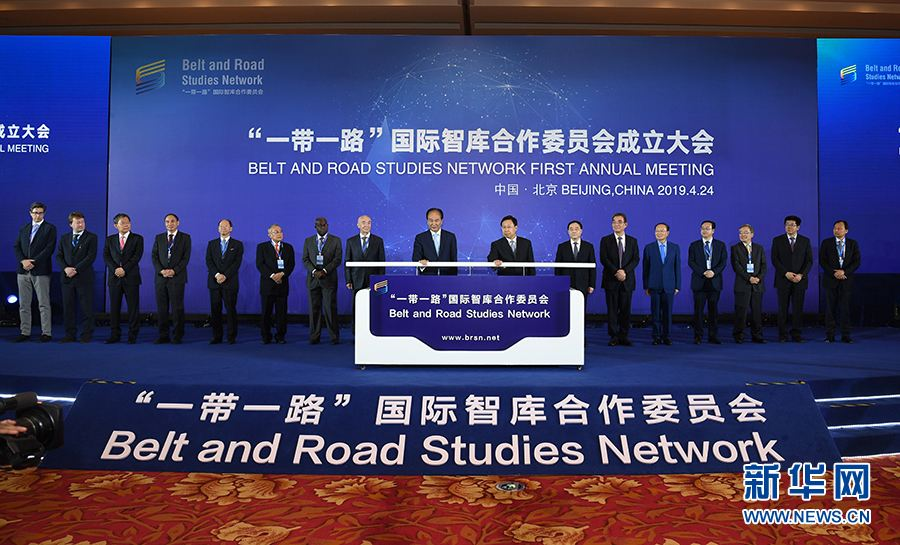 Belt and Road
Studies Network
"一带一路"国际智库合作委员会
Belt and Ro
Studies Netw
成立大会
AL MEETING
“一带一路”国际智库合作委员会成立大会
BELT AND ROAD STUDIES NETWORK FIRST ANNUAL MEETING
中国·北京 BEIJING,CHINA 2019.4.24
“一带一路”国际智库合作委员会
Belt and Road Studies Network
www.brsn.net
“一带一路”国际智库合作委员会
Belt and Road Studies Network
新华网
WWW.NEWS.CN